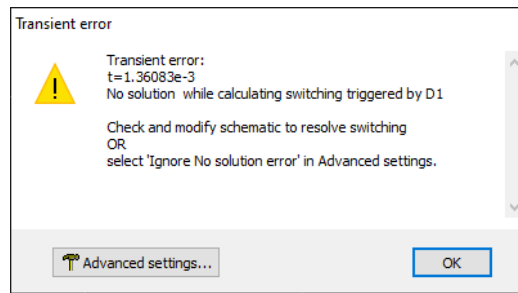 Transient error
Transient error:
t=1.36083e-3
No solution while calculating switching triggered by D1
Check and modify schematic to resolve switching
OR
select 'Ignore No solution error' in Advanced settings.
Advanced settings...
OK